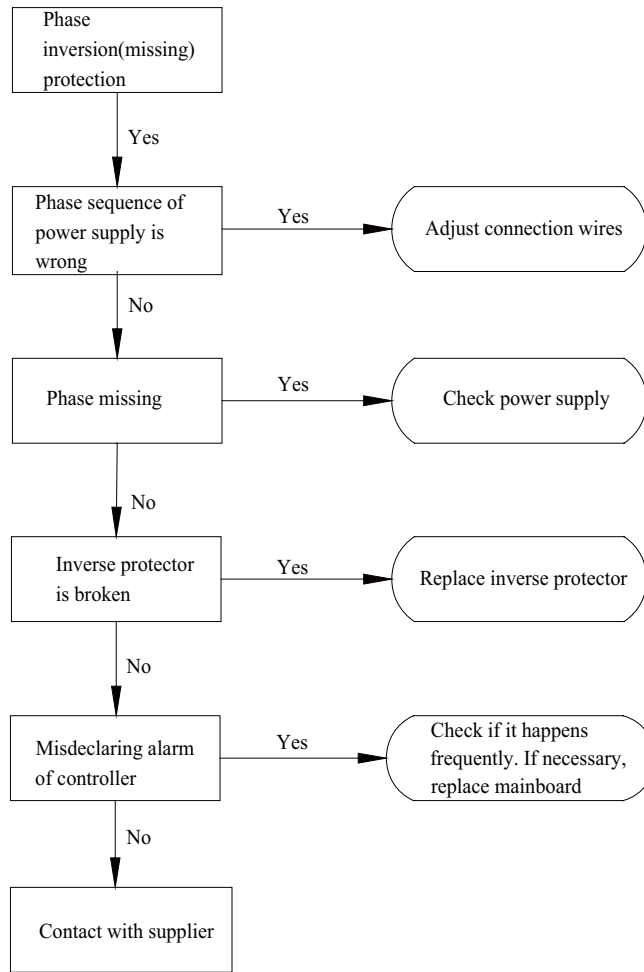 Phase
inversion(missing)
protection
Yes
Phase sequence of
power supply is
wrong
Yes
Adjust connection wires
No
Phase missing
Yes
Check power supply
No
Inverse protector
is broken
Yes
Replace inverse protector
No
Misdeclaring alarm
of controller
Yes
Check if it happens
frequently. If necessary,
replace mainboard
No
Contact with supplier